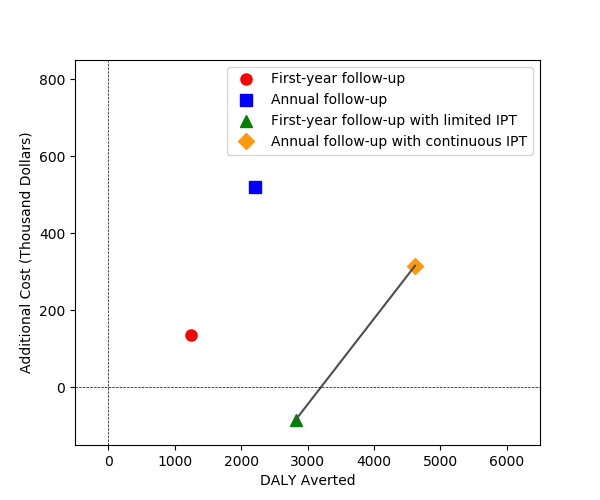 First-year follow-up
Annual follow-up
First-year follow-up with limited IPT
Annual follow-up with continuous IPT
Additional Cost (Thousand Dollars)
800
600
400
200
0
0 1000 2000 3000 4000 5000 6000
DALY Averted